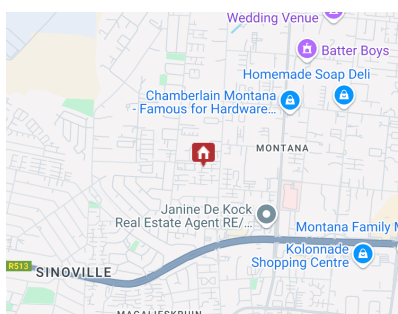 Wedding Venue
Batter Boys
Homemade Soap Deli
Chamberlain Montana
- Famous for Hardware...
MONTANA
Janine De Kock
Real Estate Agent RE/...
Montana Family M
Kolonnade
Shopping Centre
R513
SINOVILLE
MAGALIESKRUIN